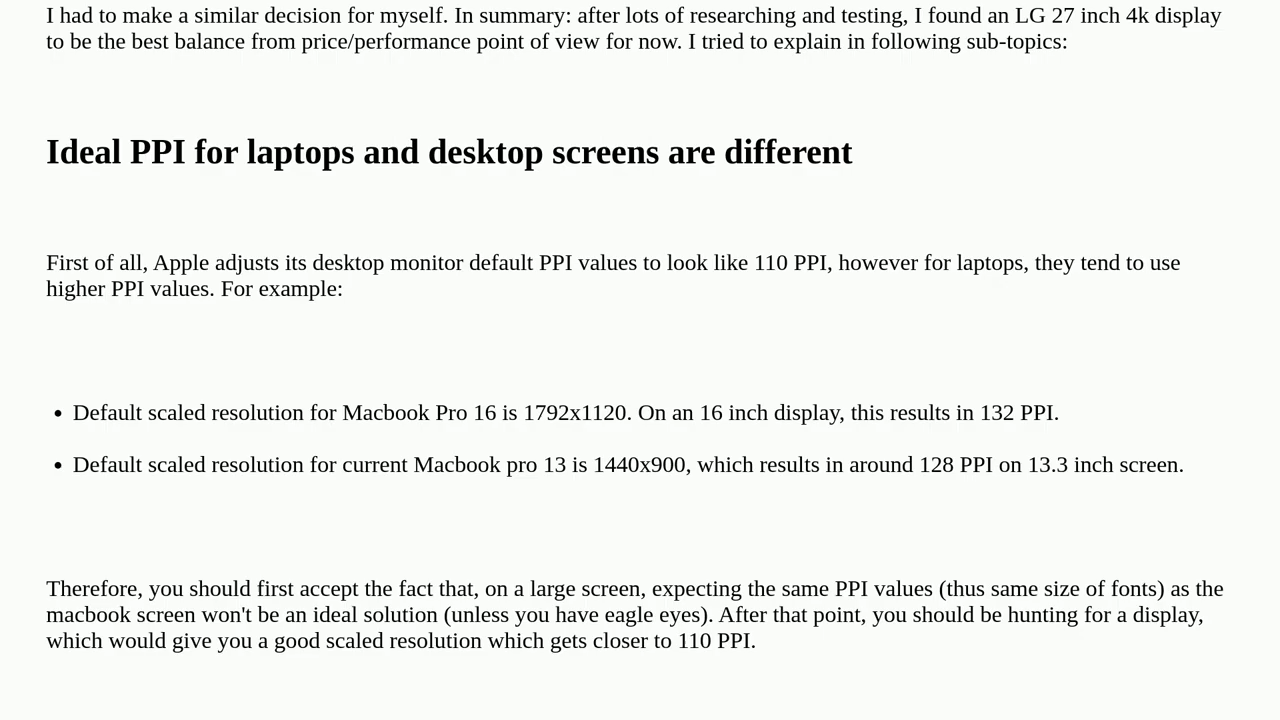 I had to make a similar decision for myself. In summary: after lots of researching and testing, I found an LG 27 inch 4k display
to be the best balance from price/performance point of view for now. I tried to explain in following sub-topics:
Ideal PPI for laptops and desktop screens are different
First of all, Apple adjusts its desktop monitor default PPI values to look like 110 PPI, however for laptops, they tend to use
higher PPI values. For example:
• Default scaled resolution for Macbook Pro 16 is 1792x1120. On an 16 inch display, this results in 132 PPI.
• Default scaled resolution for current Macbook pro 13 is 1440x900, which results in around 128 PPI on 13.3 inch screen.
Therefore, you should first accept the fact that, on a large screen, expecting the same PPI values (thus same size of fonts) as the
macbook screen won't be an ideal solution (unless you have eagle eyes). After that point, you should be hunting for a display,
which would give you a good scaled resolution which gets closer to 110 PPI.